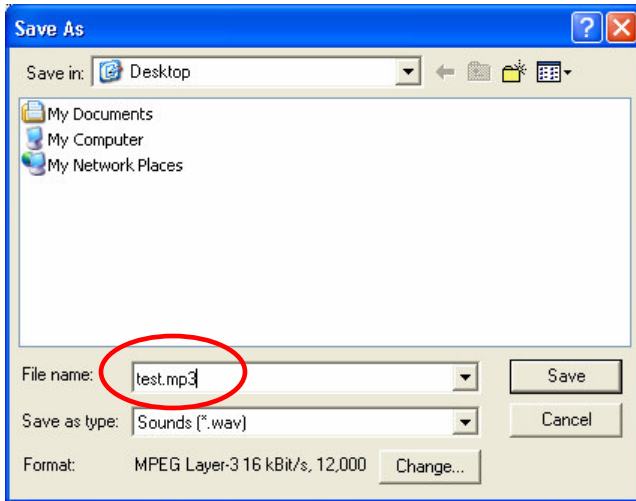 Save As
Save in: Desktop
My Documents
My Computer
My Network Places
File name: test.mp3 Save
Save as type: Sounds (*.wav) Cancel
Format: MPEG Layer-3 16 kBit/s, 12,000 Change...